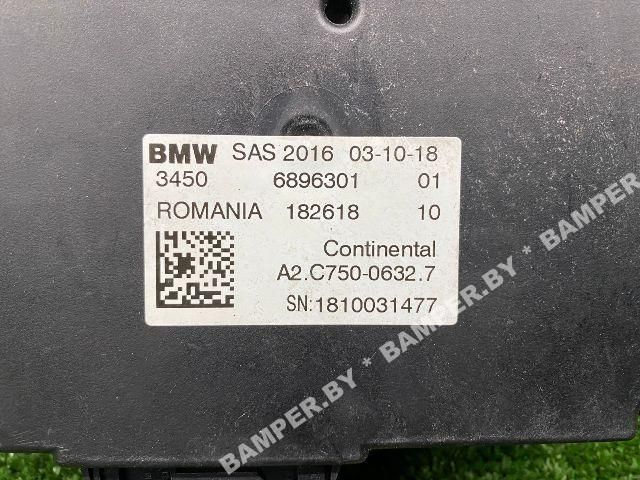 BMW SAS 2016 03-10-18
3450 6896301 01
ROMANIA 182618 10
Continental
A2.C750-0632.7
SN:1810031477
BAMPER.BY * BAMPER.BY * BAMPER.BY